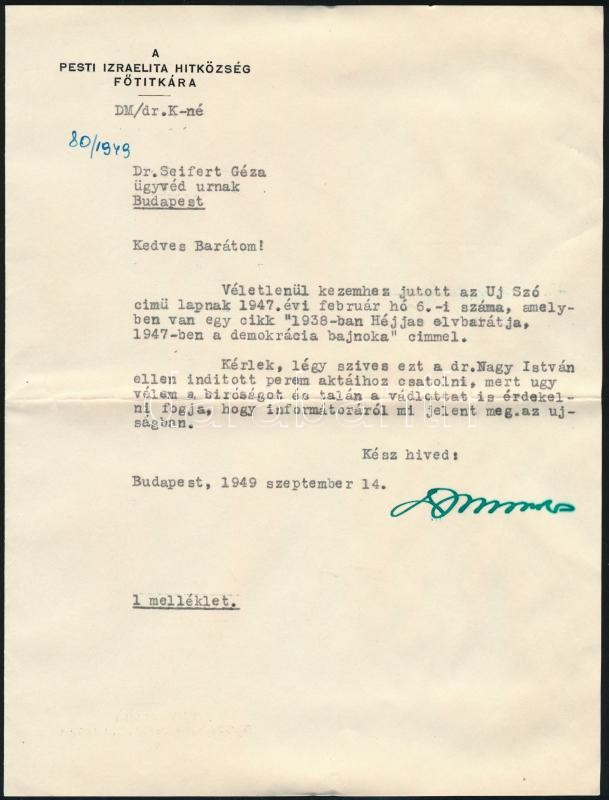 A
PESTI IZRAELITA HITKÖZSÉG
FŐTITKÁRA
DM/dr.K-né
80/1949
Dr.Seifert Géza
ügyvéd urnak
Budapest
Kedves Barátom!
Véletlenül kezemhez jutott az Uj Szó
cimü lapnak 1947.évi február hó 6.-i száma, amely-
ben van egy cikk "1938-ban Héjjas elvbarátja,
1947-ben a demokrácia bajnoka" cimmel.
Kérlek, légy szives ezt a dr.Nagy István
ellen inditott perem aktáihoz csatolni, mert ugy
vélem a biróságot és talán a vádlottat is érdekel-
ni fogja, hogy informátoráról mi jelent meg.az uj-
ságban.
Kész hived:
Budapest, 1949 szeptember 14.
1 melléklet.